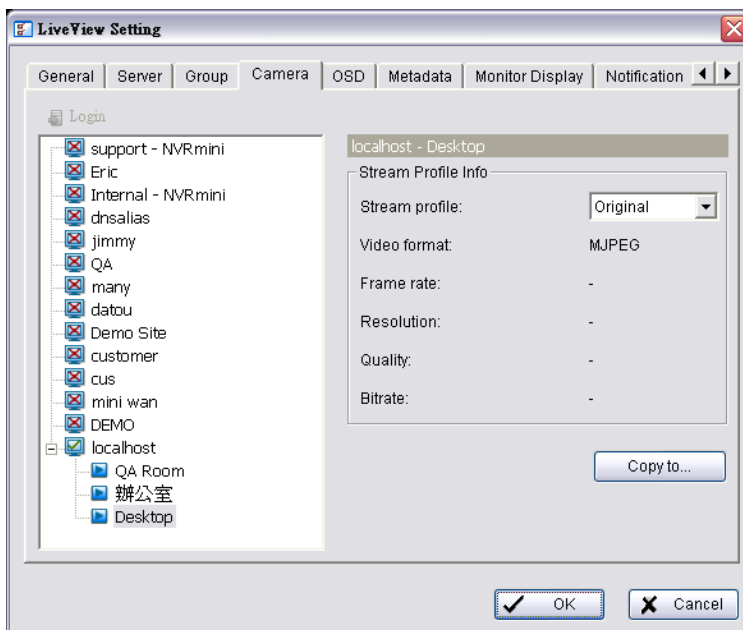 LiveView Setting
General Server Group Camera OSD Metadata Monitor Display Notification
Login
support - NVRmini
Eric
Internal - NVRmini
dnsalias
jimmy
QA
many
datou
Demo Site
customer
cus
mini wan
DEMO
localhost
QA Room
辦公室
Desktop
localhost - Desktop
Stream Profile Info
Stream profile: Original
Video format: MJPEG
Frame rate: -
Resolution: -
Quality: -
Bitrate: -
Copy to...
OK Cancel